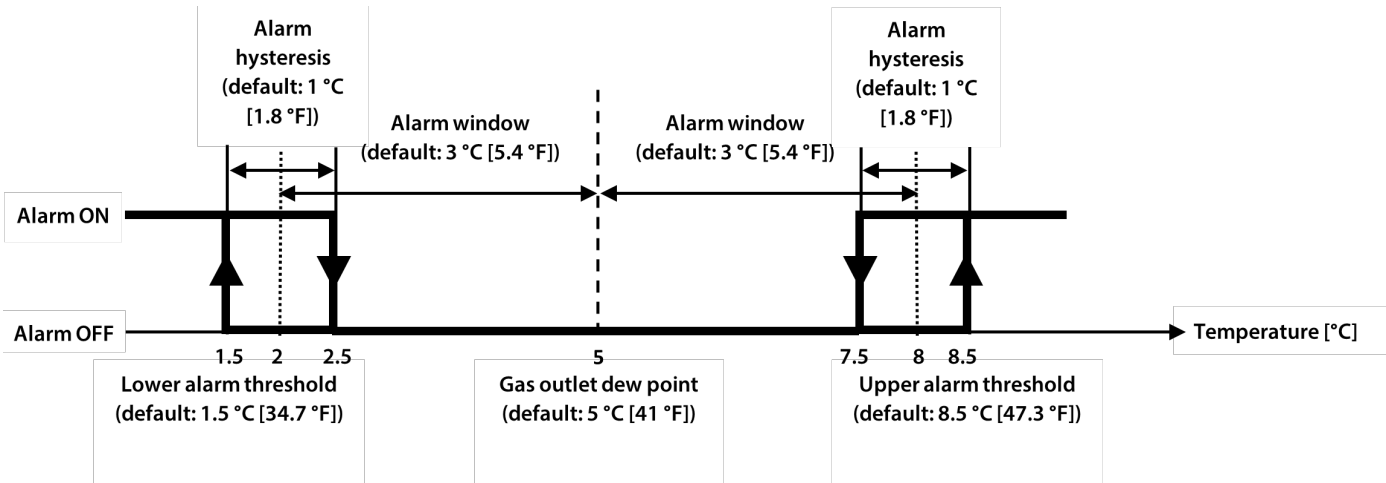 Alarm
hysteresis
(default: 1 °C
[1.8 °F])
Alarm
hysteresis
(default: 1 °C
[1.8 °F])
Alarm window
(default: 3 °C [5.4 °F])
Alarm window
(default: 3 °C [5.4 °F])
Alarm ON
Alarm OFF
Temperature [°C]
1.5 2 2.5 5 7.5 8 8.5
Lower alarm threshold
(default: 1.5 °C [34.7 °F])
Gas outlet dew point
(default: 5 °C [41 °F])
Upper alarm threshold
(default: 8.5 °C [47.3 °F])